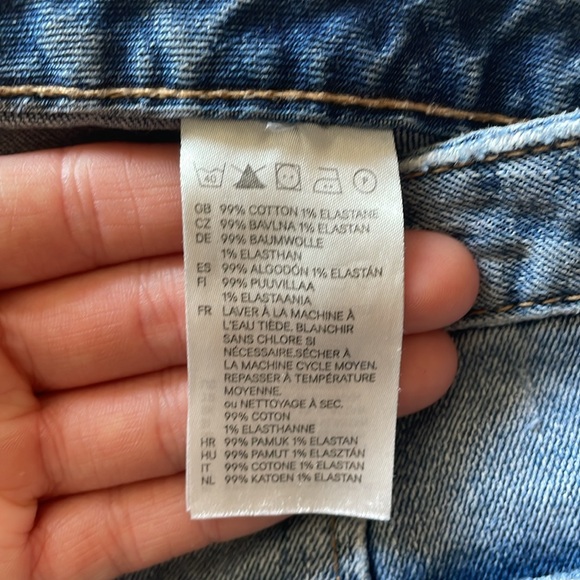 40 P
GB 99% COTTON 1% ELASTANE
CZ 99% BAVLNA 1% ELASTAN
DE 99% BAUMWOLLE
1% ELASTHAN
ES 99% ALGODÓN 1% ELASTÁN
FI 99% PUUVILLAA
1% ELASTAANIA
FR LAVER À LA MACHINE À
L'EAU TIÈDE, BLANCHIR
SANS CHLORE SI
NÉCESSAIRE.SÉCHER À
LA MACHINE CYCLE MOYEN.
REPASSER À TEMPÉRATURE
MOYENNE.
ou NETTOYAGE À SEC.
99% COTON
1% ELASTHANNE
HR 99% PAMUK 1% ELASTAN
HU 99% PAMUT 1% ELASZTÁN
IT 99% COTONE 1% ELASTAN
NL 99% KATOEN 1% ELASTAN